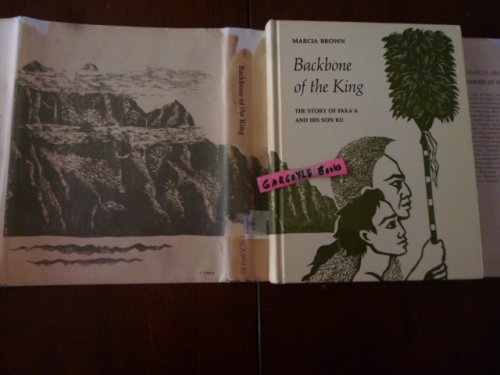 MARCIA BROWN
Backbone
of the King
THE STORY OF PAKA'A
AND HIS SON KU
GARGOYLE BOOKS
Backbone of the King
SCRIBNERS